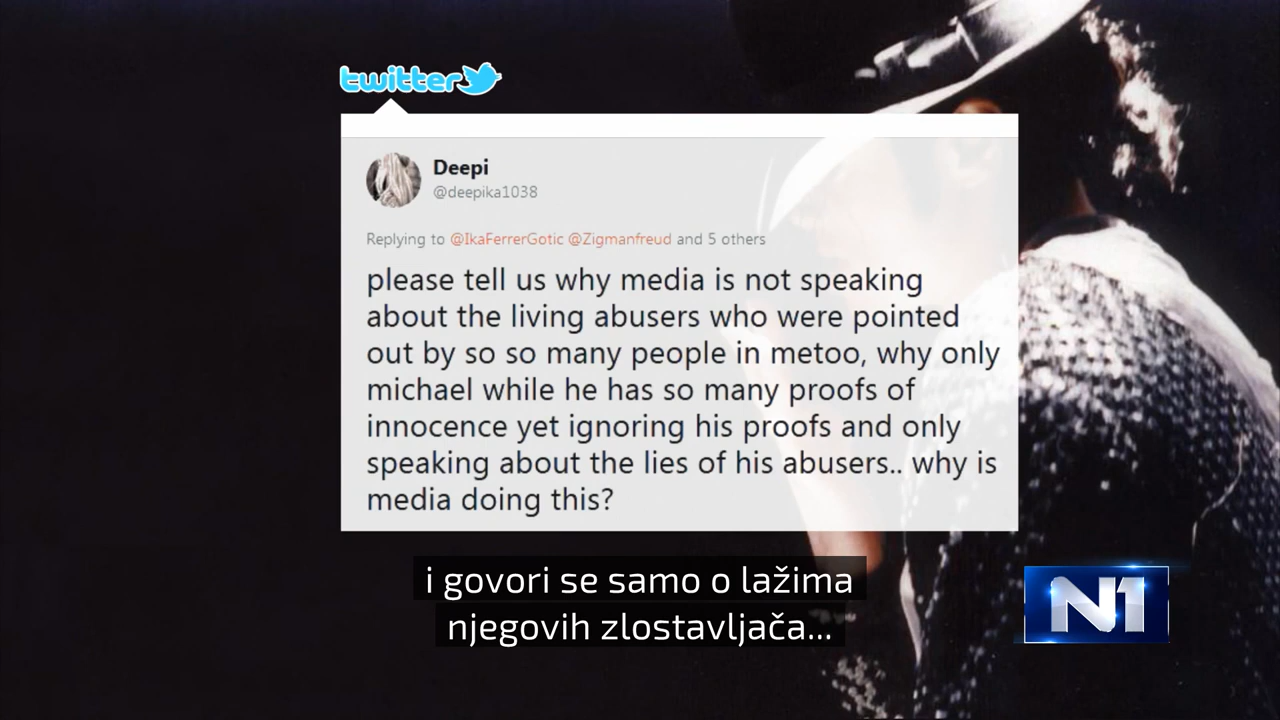 twitter
Deepi
@deepika1038
Replying to @IkaFerrerGotic @Zigmanfreud and 5 others
please tell us why media is not speaking
about the living abusers who were pointed
out by so so many people in metoo, why only
michael while he has so many proofs of
innocence yet ignoring his proofs and only
speaking about the lies of his abusers.. why is
media doing this?
i govori se samo o lažima
njegovih zlostavljača...
N1